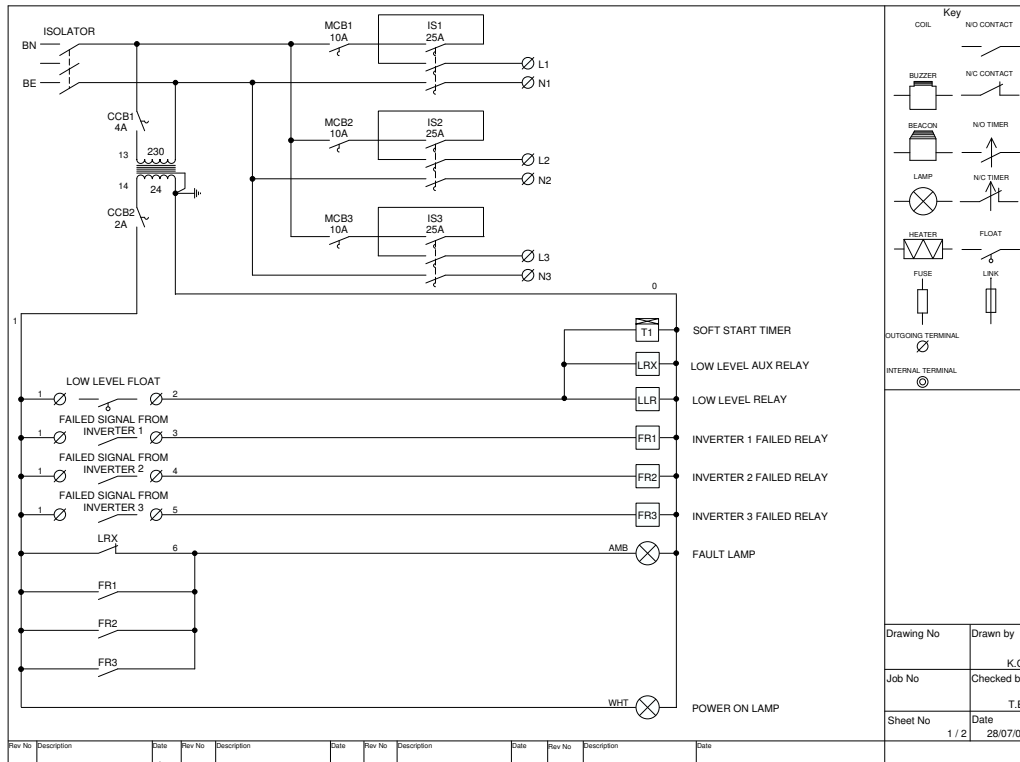 ISOLATOR
BN
BE
MCB1
10A
IS1
25A
L1
N1
CCB1
4A
13
230
14
24
CCB2
2A
MCB2
10A
IS2
25A
L2
N2
MCB3
10A
IS3
25A
L3
N3
0
1
T1
SOFT START TIMER
LRX
LOW LEVEL AUX RELAY
LOW LEVEL FLOAT
1
2
LLR
LOW LEVEL RELAY
FAILED SIGNAL FROM
INVERTER 1
1
3
FR1
INVERTER 1 FAILED RELAY
FAILED SIGNAL FROM
INVERTER 2
1
4
FR2
INVERTER 2 FAILED RELAY
FAILED SIGNAL FROM
INVERTER 3
1
5
FR3
INVERTER 3 FAILED RELAY
LRX
6
AMB
FAULT LAMP
FR1
FR2
FR3
WHT
POWER ON LAMP
Key
COIL
N/O CONTACT
BUZZER
N/C CONTACT
BEACON
N/O TIMER
LAMP
N/C TIMER
HEATER
FLOAT
FUSE
LINK
OUTGOING TERMINAL
INTERNAL TERMINAL
Drawing No
Drawn by
Job No
Sheet No
1 / 2
Date
Rev No Description Date Rev No Description Date Rev No Description Date Rev No Description Date